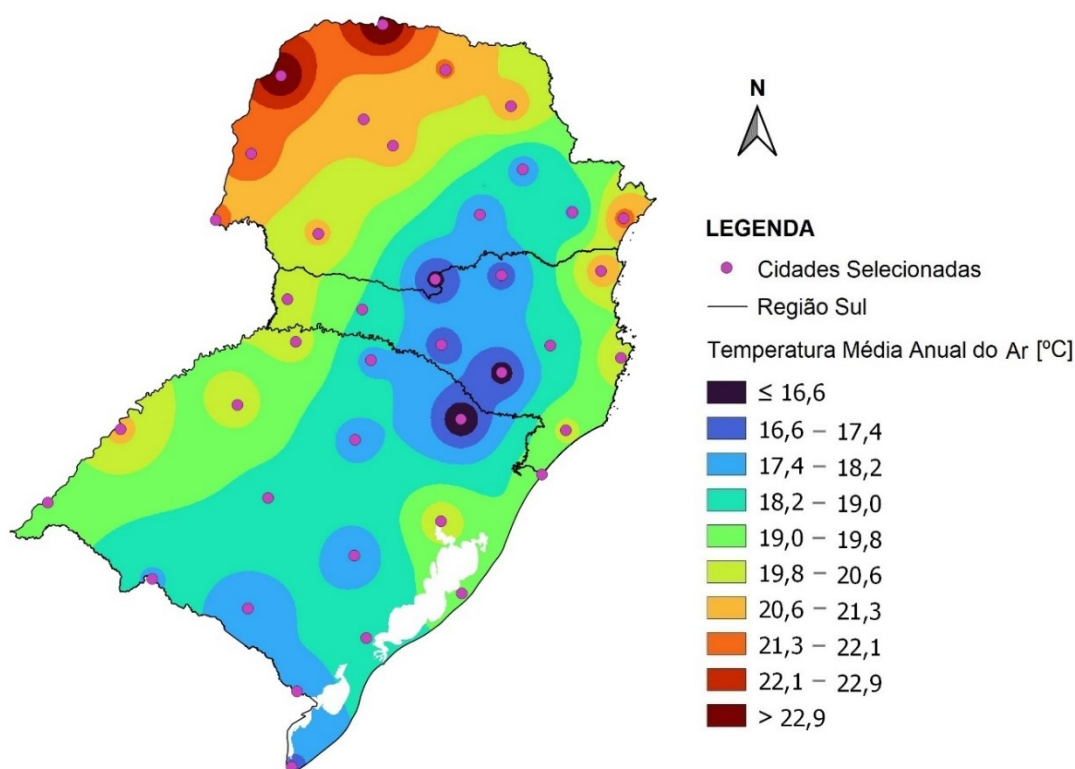 N
LEGENDA
Cidades Selecionadas
Região Sul
Temperatura Média Anual do Ar [ºC]
≤ 16,6
16,6 – 17,4
17,4 – 18,2
18,2 – 19,0
19,0 – 19,8
19,8 – 20,6
20,6 – 21,3
21,3 – 22,1
22,1 – 22,9
> 22,9